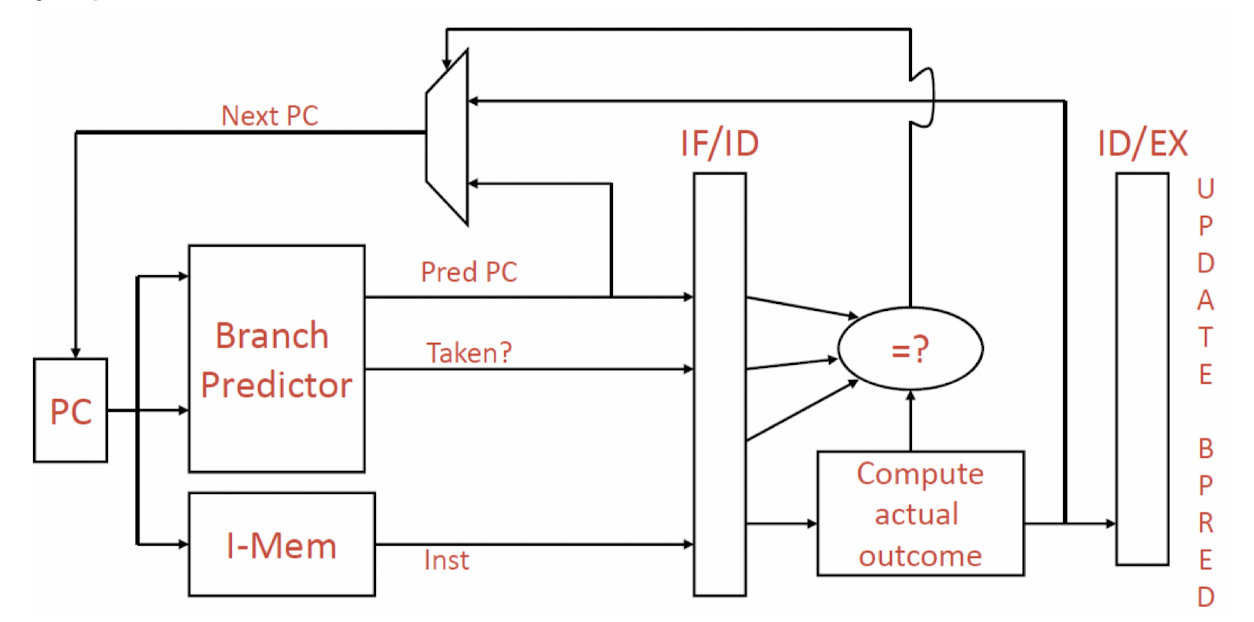 Next PC
IF/ID
ID/EX
Pred PC
Branch
Predictor
Taken?
=?
PC
I-Mem
Inst
Compute
actual
outcome
U
P
D
A
T
E
B
P
R
E
D